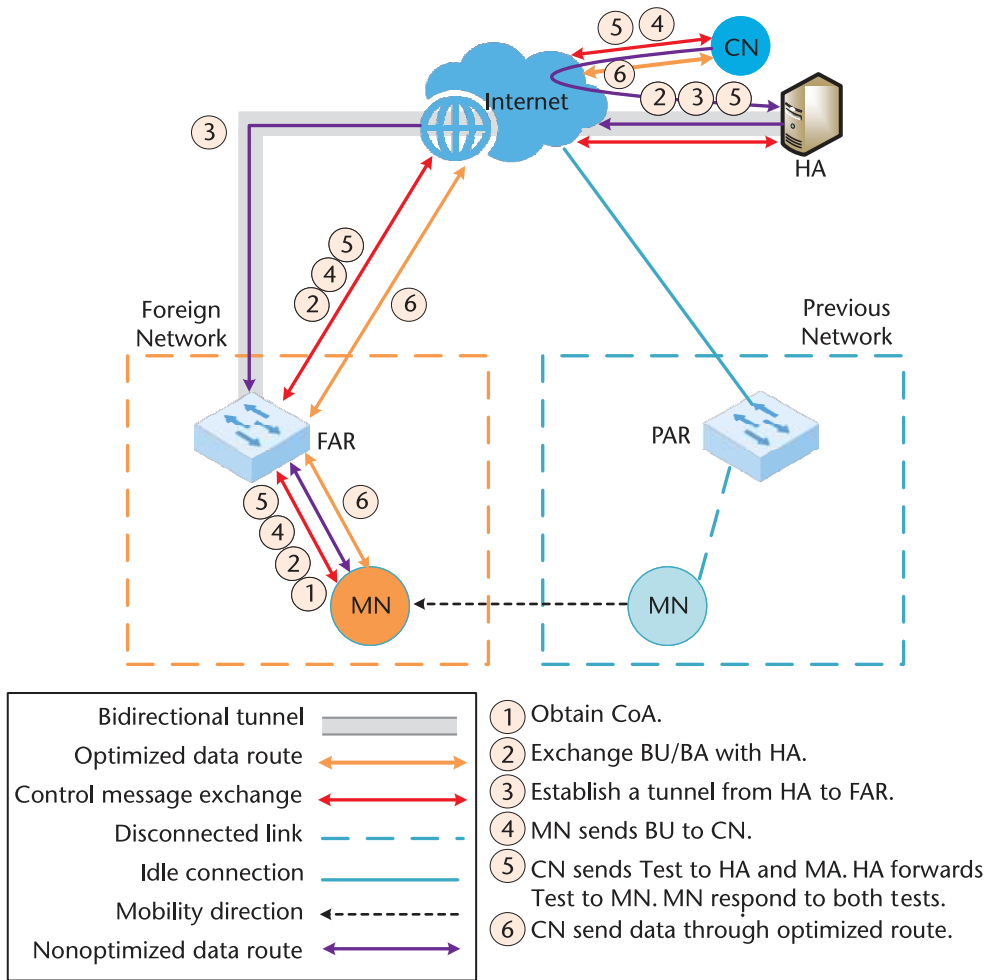 5 4
CN
6
Internet
2 3 5
3
HA
5
4
2
6
Foreign
Network
Previous
Network
FAR
PAR
5
4
2
1
6
MN
MN
Bidirectional tunnel
Optimized data route
Control message exchange
Disconnected link
Idle connection
Mobility direction
Nonoptimized data route
1 Obtain CoA.
2 Exchange BU/BA with HA.
3 Establish a tunnel from HA to FAR.
4 MN sends BU to CN.
5 CN sends Test to HA and MA. HA forwards
Test to MN. MN respond to both tests.
6 CN send data through optimized route.